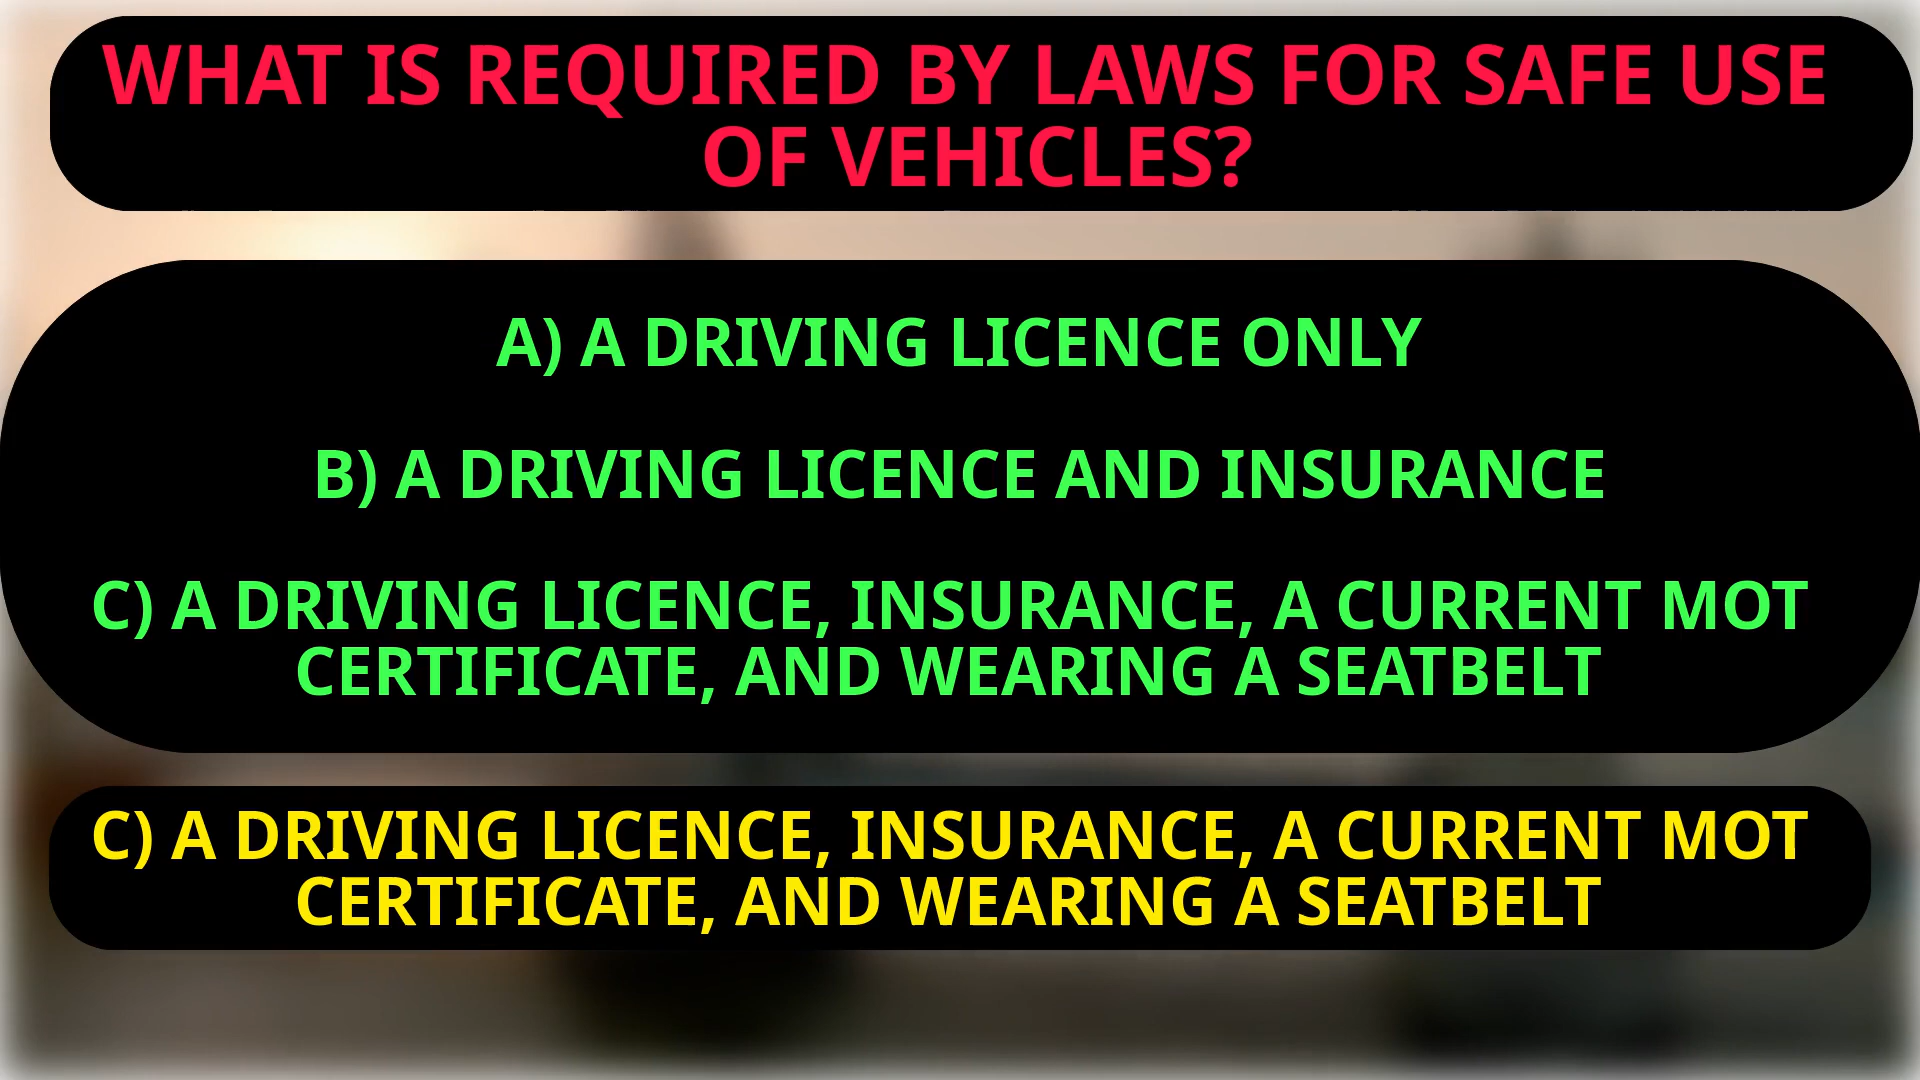 WHAT IS REQUIRED BY LAWS FOR SAFE USE
OF VEHICLES?
A) A DRIVING LICENCE ONLY
B) A DRIVING LICENCE AND INSURANCE
C) A DRIVING LICENCE, INSURANCE, A CURRENT MOT
CERTIFICATE, AND WEARING A SEATBELT
C) A DRIVING LICENCE, INSURANCE, A CURRENT MOT
CERTIFICATE, AND WEARING A SEATBELT